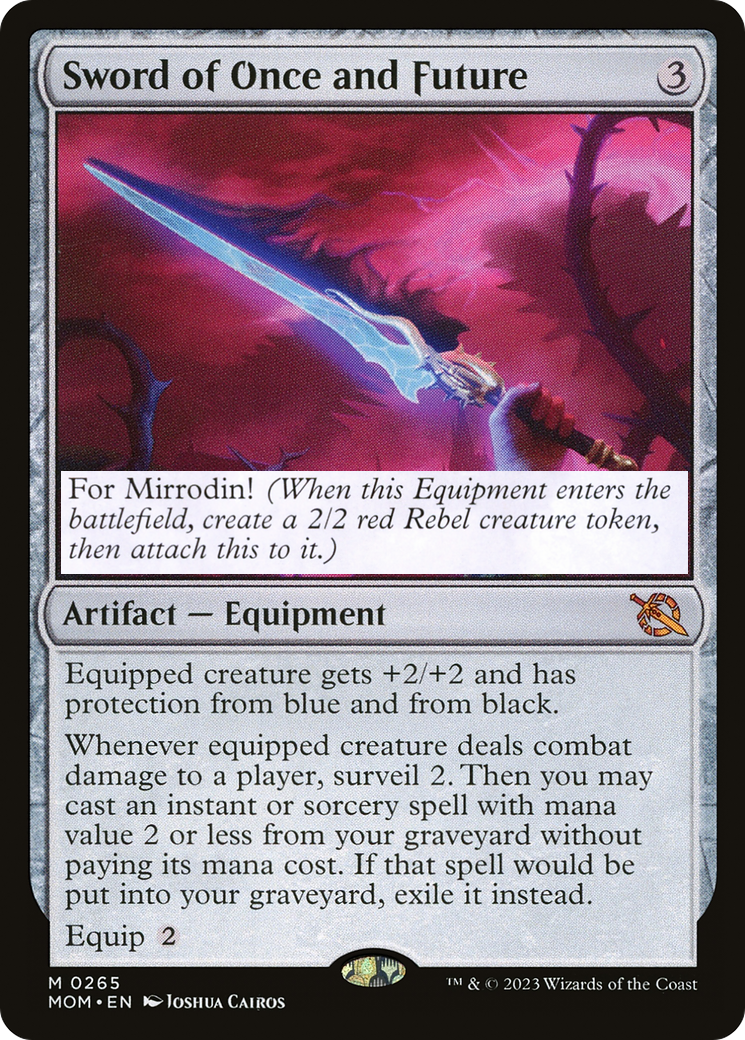 Sword of Once and Future 3
For Mirrodin! (When this Equipment enters the
battlefield, create a 2/2 red Rebel creature token,
then attach this to it.)
Artifact — Equipment
Equipped creature gets +2/+2 and has
protection from blue and from black.
Whenever equipped creature deals combat
damage to a player, surveil 2. Then you may
cast an instant or sorcery spell with mana
value 2 or less from your graveyard without
paying its mana cost. If that spell would be
put into your graveyard, exile it instead.
Equip 2
M 0265
MOM • EN Joshua Cairos
™ & © 2023 Wizards of the Coast